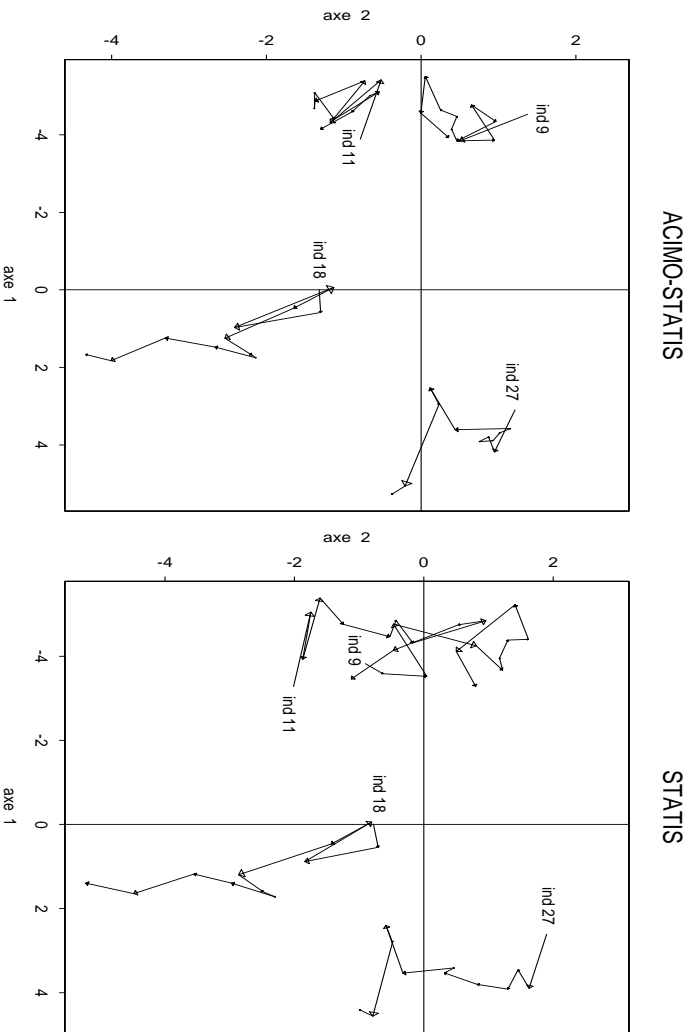 ACIMO-STATIS
axe 2
-4
-2
0
2
ind 9
ind 11
ind 18
ind 27
-4
-2
0
2
4
axe 1
STATIS
axe 2
-4
-2
0
2
ind 9
ind 11
ind 18
ind 27
-4
-2
0
2
4
axe 1